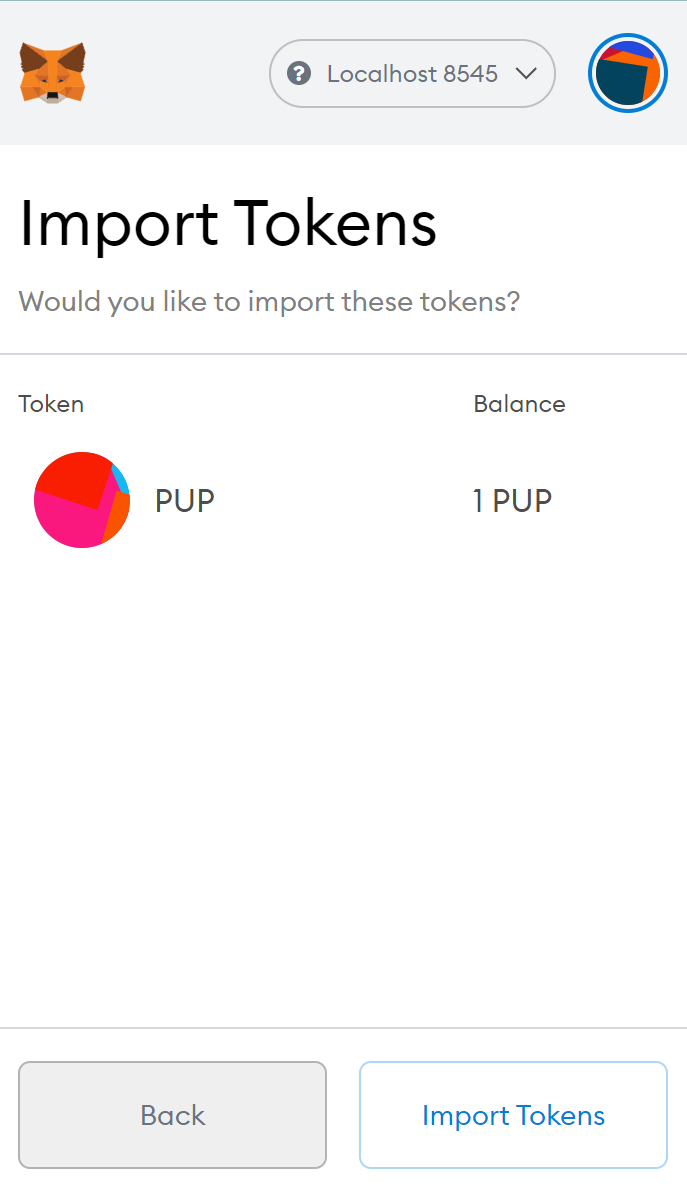 ? Localhost 8545
Import Tokens
Would you like to import these tokens?
Token Balance
PUP 1 PUP
Back Import Tokens